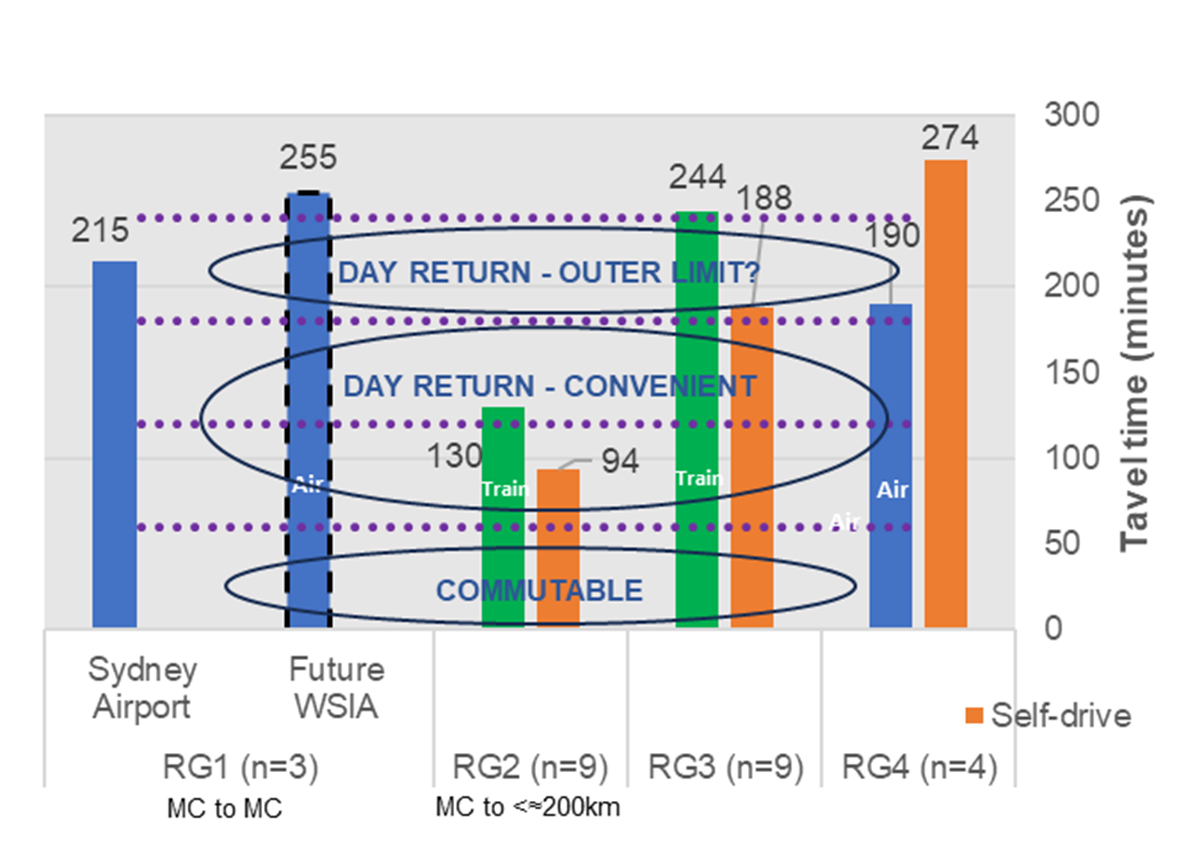 300
274
255
250
244
188
215
190
DAY RETURN - OUTER LIMIT?
200
DAY RETURN - CONVENIENT
150
130
94
100
Air
Train
Train
Air
Air
50
COMMUTABLE
0
Tavel time (minutes)
Sydney
Airport
Future
WSIA
Self-drive
RG1 (n=3)
RG2 (n=9)
RG3 (n=9)
RG4 (n=4)
MC to MC
MC to <≈200km